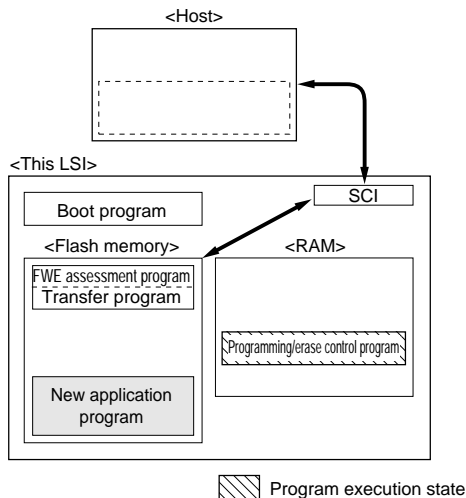 <Host>
<This LSI>
SCI
Boot program
<Flash memory>
<RAM>
FWE assessment program
Transfer program
Programming/erase control program
New application
program
Program execution state